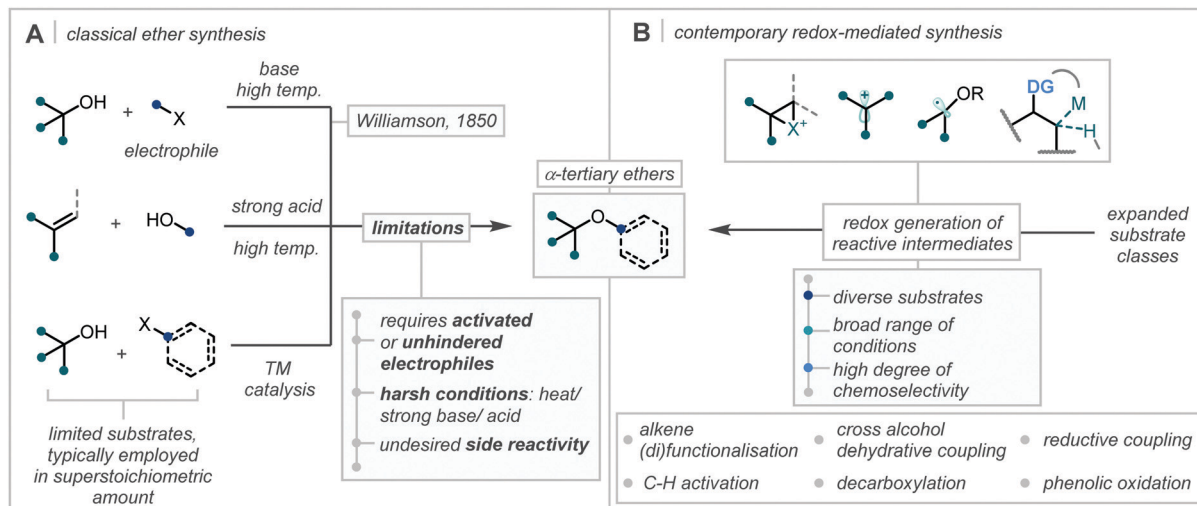 A | classical ether synthesis
OH
+
X
electrophile
base
high temp.
Williamson, 1850
+
HO
strong acid
high temp.
limitations
OH
+
X
TM
catalysis
limited substrates,
typically employed
in superstoichiometric
amount
requires activated
or unhindered
electrophiles
harsh conditions: heat/
strong base/ acid
undesired side reactivity
α-tertiary ethers
O
B | contemporary redox-mediated synthesis
X+
+
OR
DG
M
H
redox generation of
reactive intermediates
expanded
substrate
classes
diverse substrates
broad range of
conditions
high degree of
chemoselectivity
alkene
(di)functionalisation
cross alcohol
dehydrative coupling
reductive coupling
C-H activation
decarboxylation
phenolic oxidation